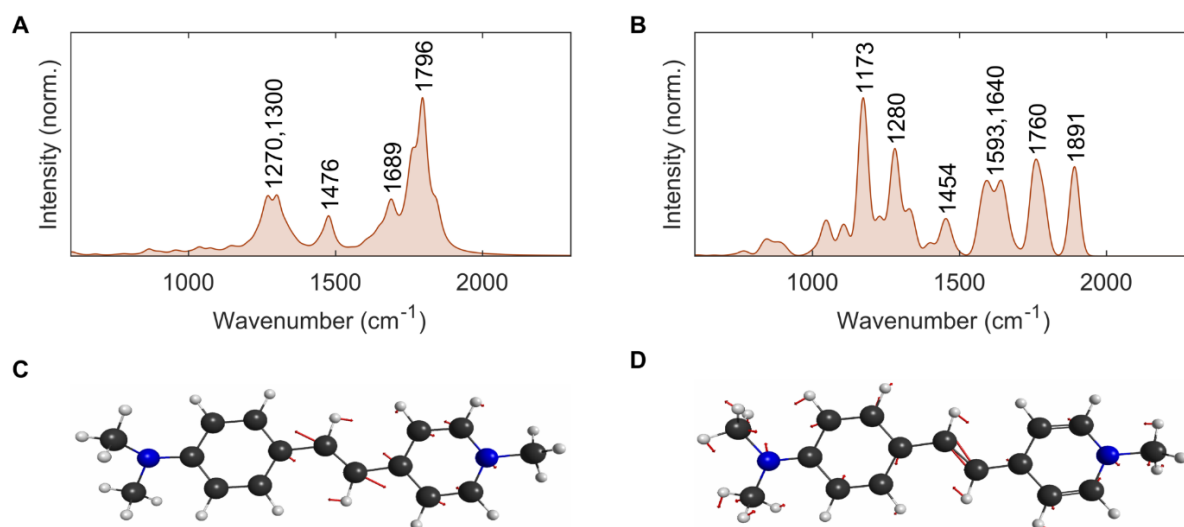 A
Intensity (norm.)
1270,1300
1476
1689
1796
1000
1500
2000
Wavenumber (cm⁻¹)
B
Intensity (norm.)
1173
1280
1454
1593,1640
1760
1891
1000
1500
2000
Wavenumber (cm⁻¹)
C
D